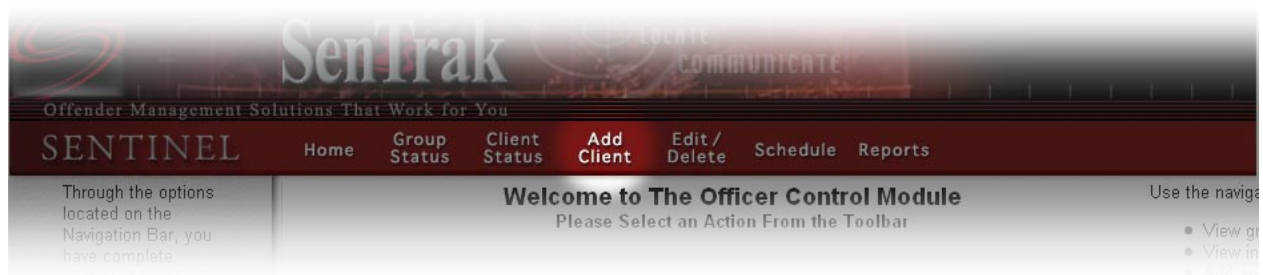 SenTrak
LOCATE
COMMUNICATE
Offender Management Solutions That Work for You
SENTINEL
Home
Group Status
Client Status
Add Client
Edit/ Delete
Schedule
Reports
Through the options
located on the
Navigation Bar, you
have complete
Welcome to The Officer Control Module
Please Select an Action From the Toolbar
Use the naviga
View gr
View in